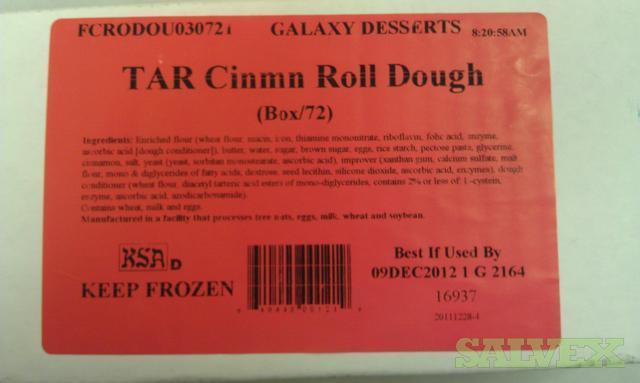 FCRODOU030721 GALAXY DESSERTS 8:20:58AM
TAR Cinmn Roll Dough
(Box/72)
Ingredients: Enriched flour (wheat flour, niacin, iron, thiamine mononitrate, riboflavin, folic acid, enzyme,
ascorbic acid [dough conditioner]), butter, water, sugar, brown sugar, eggs, rice starch, pectose pasta, glycerine,
cinnamon, salt, yeast (yeast, sorbitan monostearate, ascorbic acid), improver (xanthan gum, calcium sulfate, malt
flour, mono & diglycerides of fatty acids, dextrose, seed lecithin, silicone dioxide, ascorbic acid, enzymes), dough
conditioner (wheat flour, diacetyl tartaric acid esters of mono-diglycerides, contains 2% or less of: l-cystein,
enzyme, ascorbic acid, azodicarbonamide).
Contains wheat, milk and eggs.
Manufactured in a facility that processes tree nuts, eggs, milk, wheat and soybean.
KSA D
KEEP FROZEN
Best If Used By
09DEC2012 1 G 2164
16937
20111228-4
SALVEX